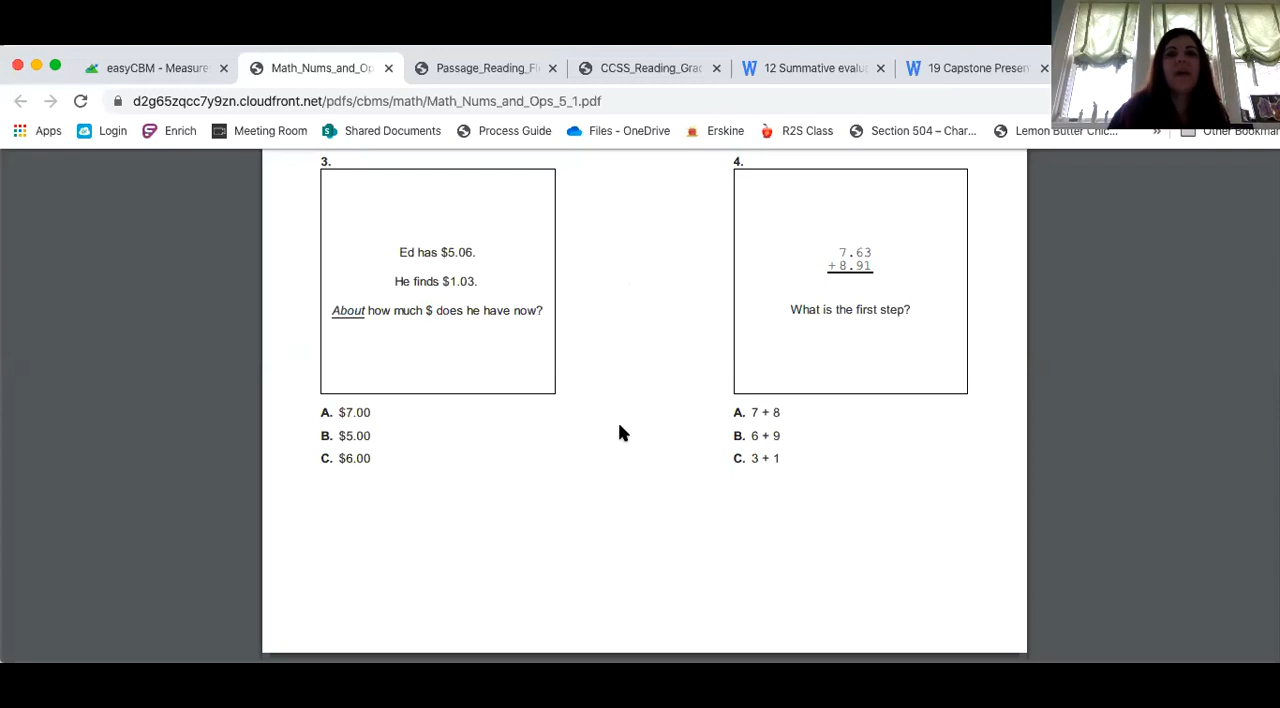 easyCBM - Measure
Math_Nums_and_Op
Passage_Reading_Fl
CCSS_Reading_Grad
12 Summative evalua
19 Capstone Presen
d2g65zqcc7y9zn.cloudfront.net/pdfs/cbms/math/Math_Nums_and_Ops_5_1.pdf
Apps
Login
Enrich
Meeting Room
Shared Documents
Process Guide
Files - OneDrive
Erskine
R2S Class
Section 504 – Char...
Lemon Butter Chic...
»
Other Bookmar
3.
Ed has $5.06.
He finds $1.03.
About how much $ does he have now?
A. $7.00
B. $5.00
C. $6.00
4.
7.63
+8.91
What is the first step?
A. 7 + 8
B. 6 + 9
C. 3 + 1